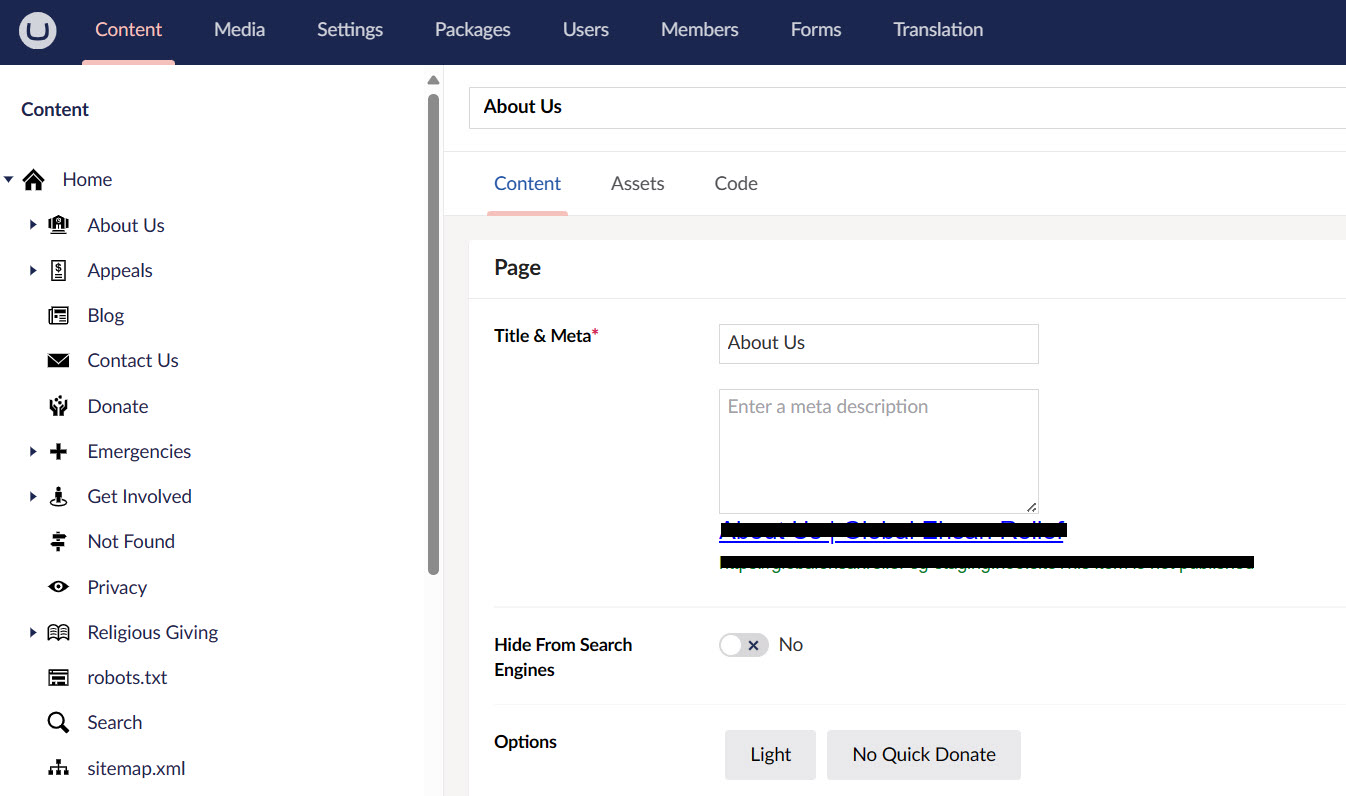 Content Media Settings Packages Users Members Forms Translation
Content
Home
About Us
Appeals
Blog
Contact Us
Donate
Emergencies
Get Involved
Not Found
Privacy
Religious Giving
robots.txt
Search
sitemap.xml
About Us
Content Assets Code
Page
Title & Meta*
About Us
Enter a meta description
Hide From Search
Engines
No
Options
Light No Quick Donate